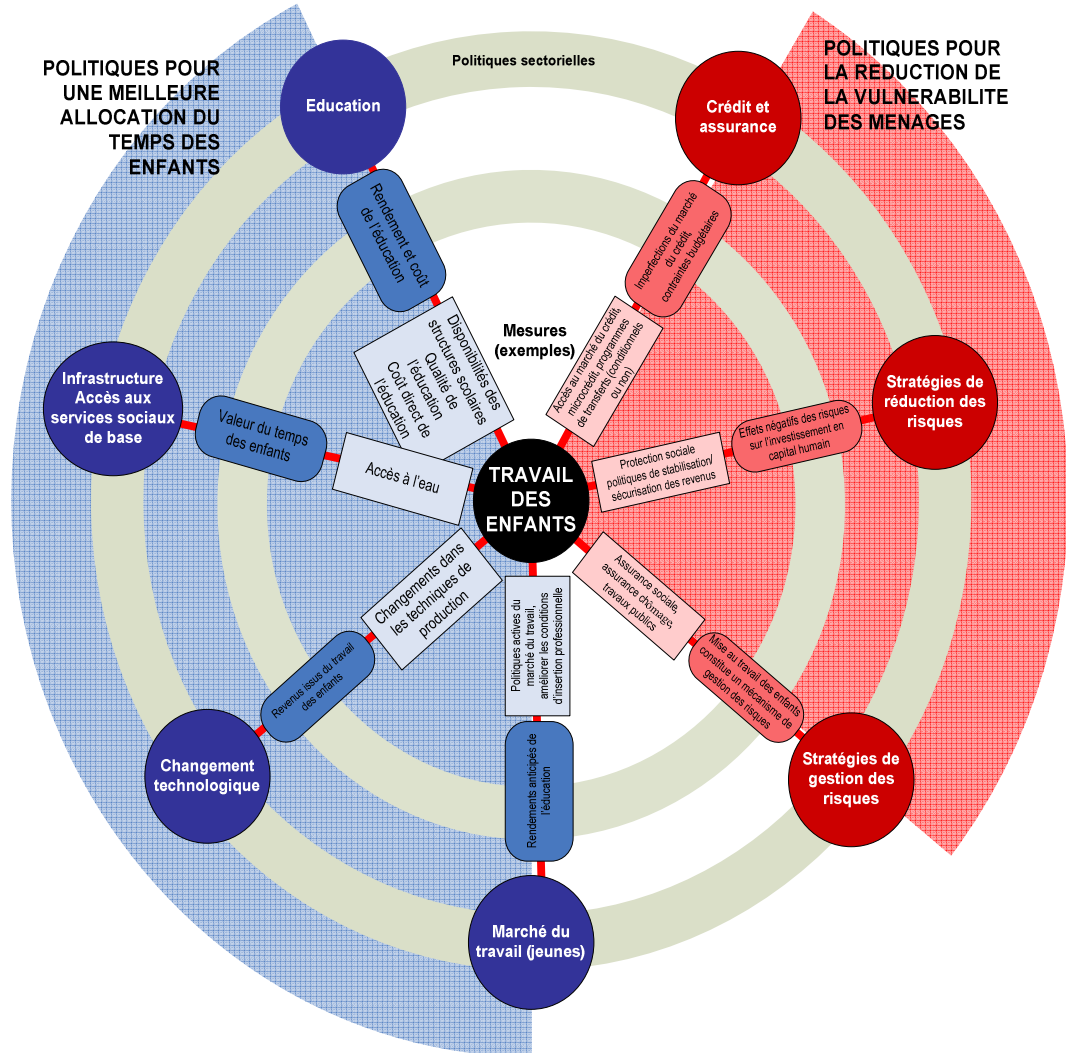 POLITIQUES POUR
UNE MEILLEURE
ALLOCATION DU
TEMPS DES
ENFANTS
Politiques sectorielles
POLITIQUES POUR
LA REDUCTION DE
LA VULNERABILITE
DES MENAGES
Education
Crédit et
assurance
Rendement et coût
de l'éducation
Imperfections du marché
du crédit,
contraintes budgétaires
Disponibilités des
structures scolaires
Qualité de
l'éducation
Coût direct de
l'éducation
Mesures
(exemples)
Accès au marché du crédit,
microcrédit, programmes
de transferts (conditionnels
ou non)
Infrastructure
Accès aux
services sociaux
de base
Valeur du temps
des enfants
Accès à l'eau
TRAVAIL
DES
ENFANTS
Protection sociale
politiques de stabilisation/
sécurisation des revenus
Effets négatifs des risques
sur l'investissement en
capital humain
Stratégies de
réduction des
risques
Changements dans
les techniques de
production
Revenus issus du travail
des enfants
Changement
technologique
Politiques actives du
marché du travail,
améliorer les conditions
d'insertion professionnelle
Rendements anticipés de
l'éducation
Marché du
travail (jeunes)
Assurance sociale,
assurance chômage,
travaux publics
Mise au travail des enfants
constitue un mécanisme de
gestion des risques
Stratégies de
gestion des
risques